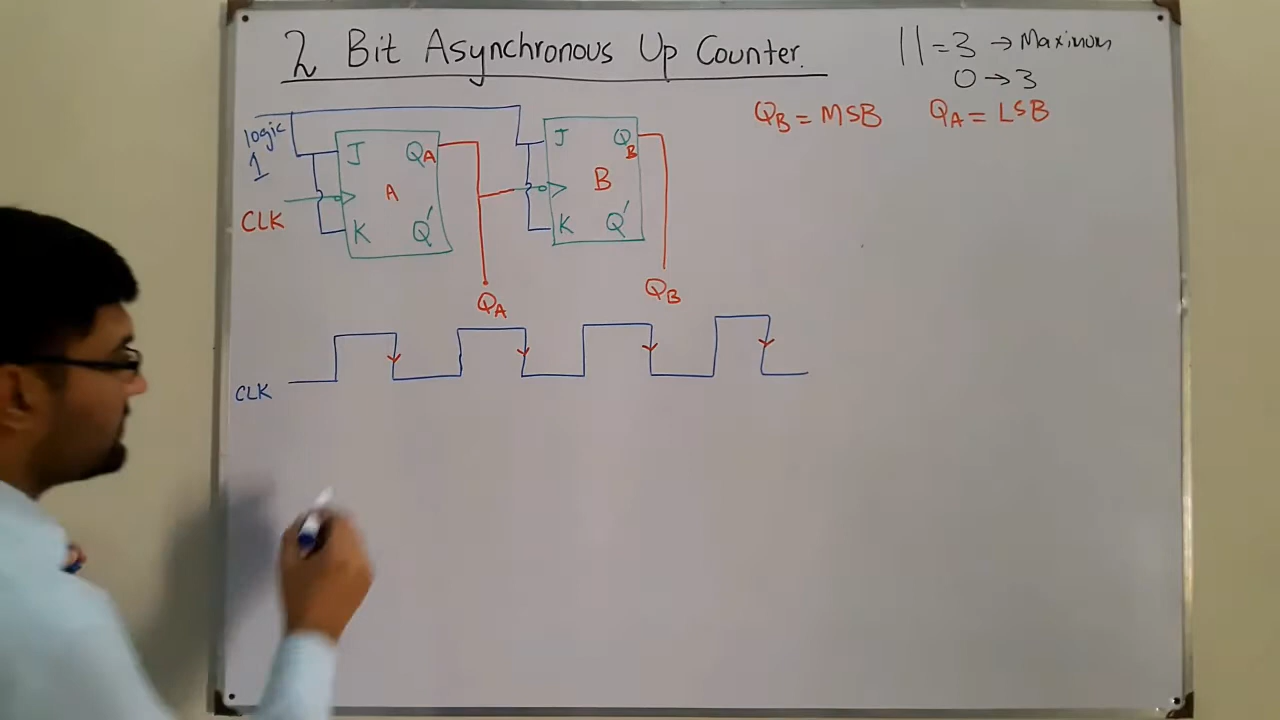 2 Bit Asynchronous Up Counter.
11 = 3 → Maximum
0 → 3
QB = MSB QA = LSB
logic
1
J QA
A
K Q'
CLK
J QB
B
K Q'
QA
QB
CLK